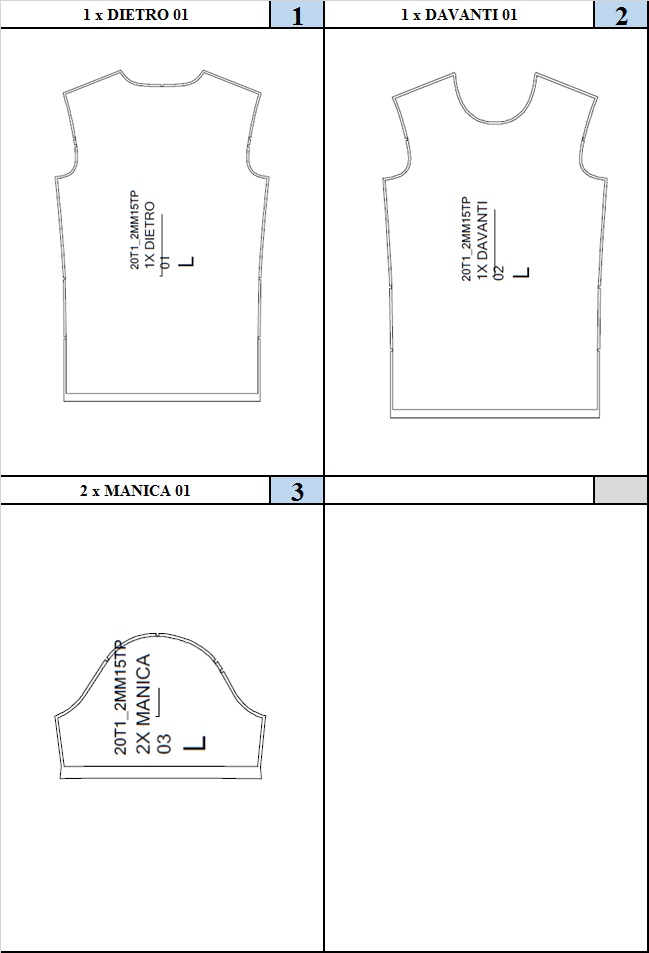 1 x DIETRO 01
1
1 x DAVANTI 01
2
20T1_2MM15TP
1X DIETRO
01
L
20T1_2MM15TP
1X DAVANTI
02
L
2 x MANICA 01
3
20T1_2MM15TP
2X MANICA
03
L